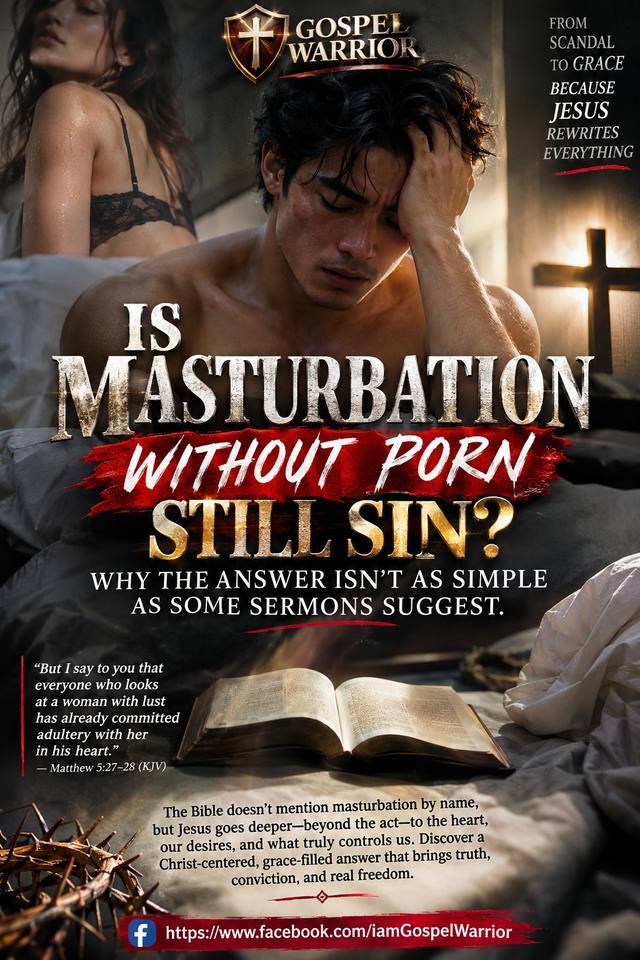 GOSPEL
WARRIOR
FROM
SCANDAL
TO GRACE
BECAUSE
JESUS
REWRITES
EVERYTHING
IS
MASTURBATION
WITHOUT PORN
STILL SIN?
WHY THE ANSWER ISN'T AS SIMPLE
AS SOME SERMONS SUGGEST.
“But I say to you that
everyone who looks
at a woman with lust
has already committed
adultery with her
in his heart.”
— Matthew 5:27–28 (KJV)
The Bible doesn't mention masturbation by name,
but Jesus goes deeper—beyond the act—to the heart,
our desires, and what truly controls us. Discover a
Christ-centered, grace-filled answer that brings truth,
conviction, and real freedom.
https://www.facebook.com/iamGospelWarrior